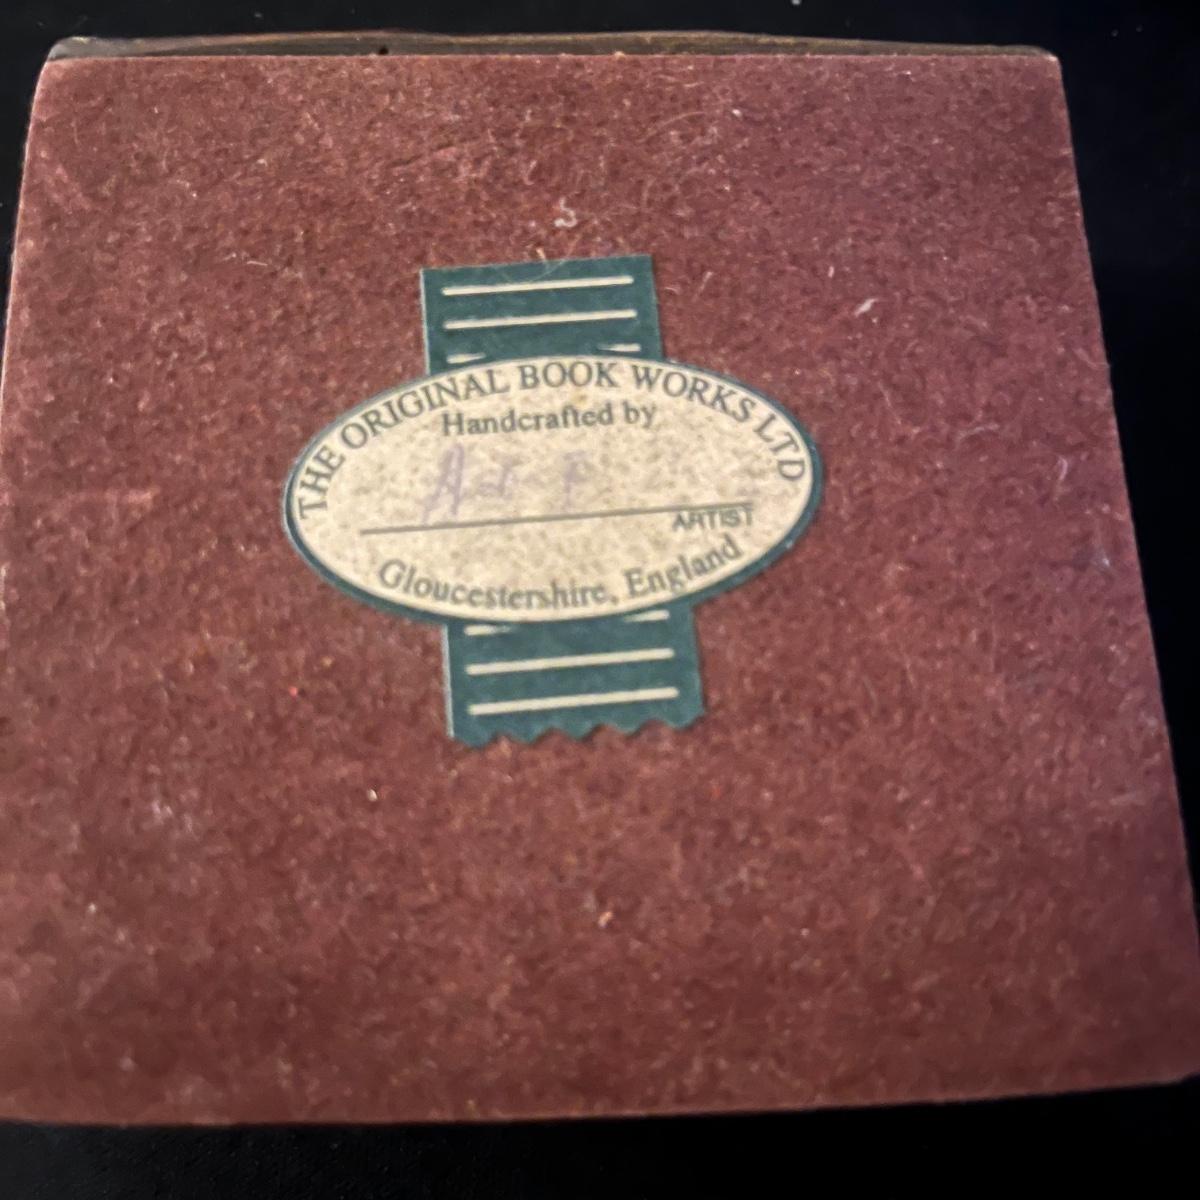 THE ORIGINAL BOOK WORKS LTD
Handcrafted by
ARTIST
Gloucestershire, England